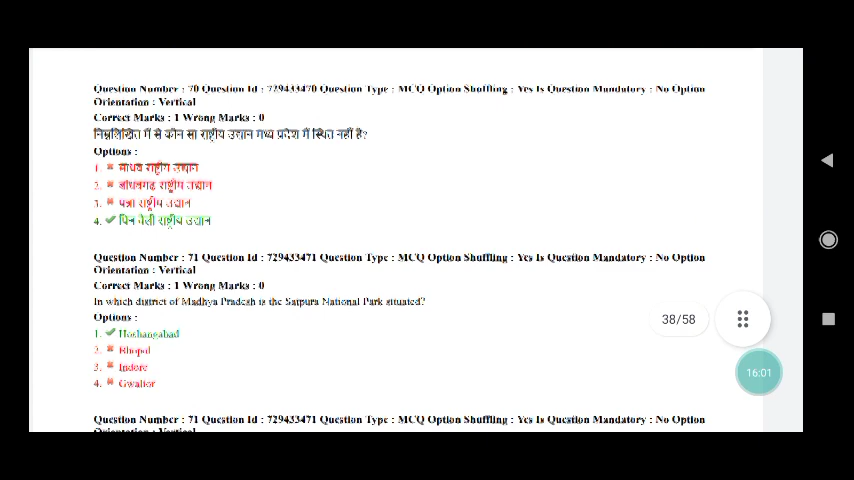 Question Number : 70 Question Id : 729433470 Question Type : MCQ Option Shuffling : Yes Is Question Mandatory : No Option
Orientation : Vertical
Correct Marks : 1 Wrong Marks : 0
निम्नलिखित में से कौन सा राष्ट्रीय उद्यान मध्य प्रदेश में स्थित नहीं है?
Options :
1. माधव राष्ट्रीय उद्यान
2. बांधवगढ़ राष्ट्रीय उद्यान
3. पन्ना राष्ट्रीय उद्यान
4. पिन वैली राष्ट्रीय उद्यान
Question Number : 71 Question Id : 729433471 Question Type : MCQ Option Shuffling : Yes Is Question Mandatory : No Option
Orientation : Vertical
Correct Marks : 1 Wrong Marks : 0
In which district of Madhya Pradesh is the Satpura National Park situated?
Options :
1. Hoshangabad
2. Bhopal
3. Indore
4. Gwalior
38/58
16:01
Question Number : 71 Question Id : 729433471 Question Type : MCQ Option Shuffling : Yes Is Question Mandatory : No Option
Orientation : Vertical